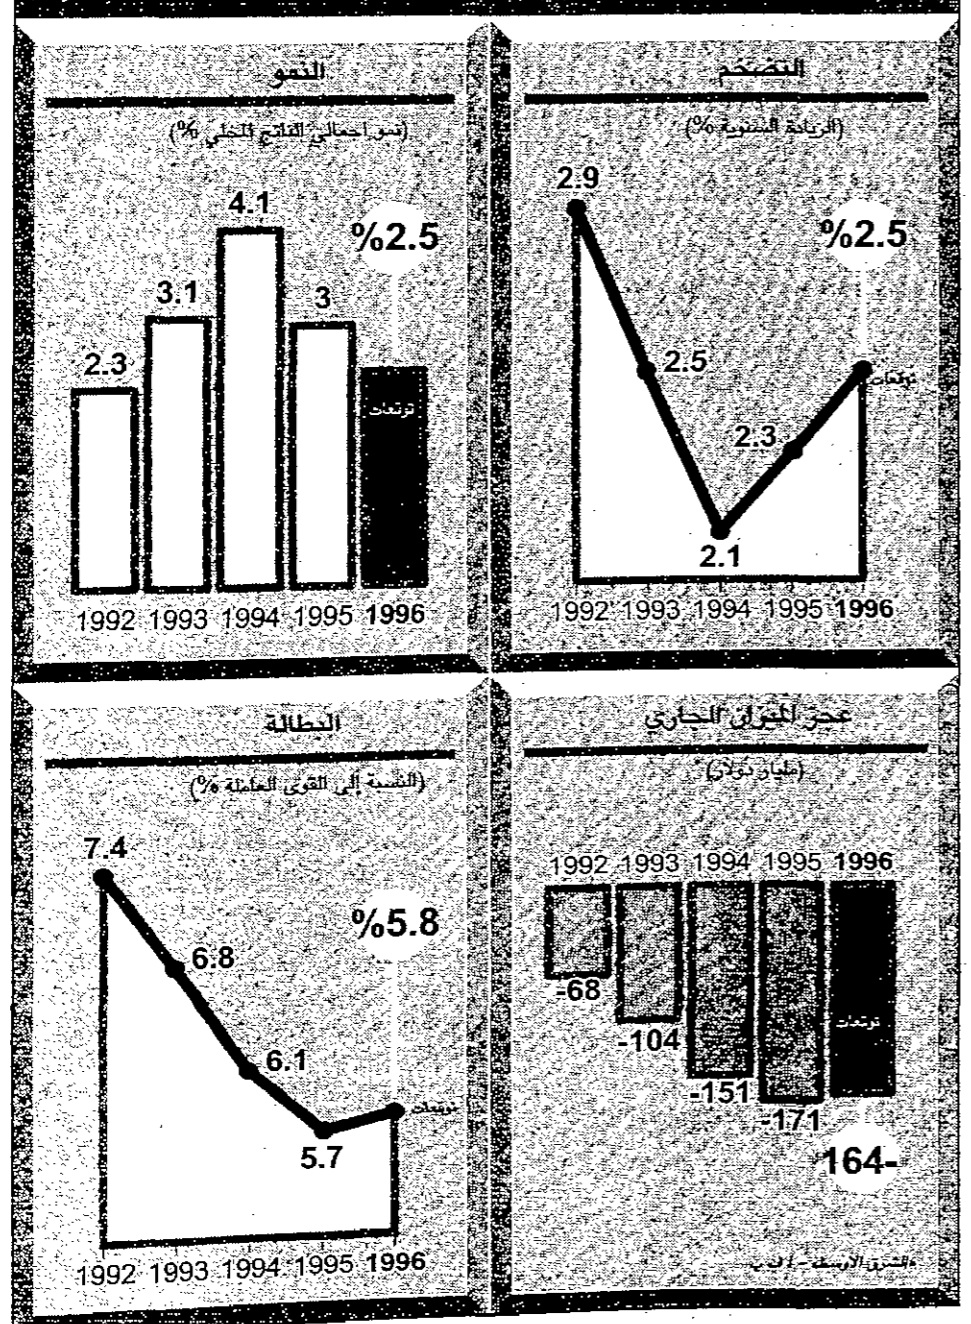 التضخم
(الزيادة السنوية %)
2.9
%2.5
2.5
توقعات
2.3
2.1
1992 1993 1994 1995 1996
النمو
(نمو اجمالي الناتج المحلي %)
4.1
%2.5
3.1
3
2.3
توقعات
1992 1993 1994 1995 1996
عجز الميزان الجاري
(مليار دولار)
1992 1993 1994 1995 1996
-68
توقعات
-104
-151
-171
164-
«الشرق الأوسط» - أ ف ب
البطالة
(النسبة إلى القوى العاملة %)
7.4
%5.8
6.8
6.1
توقعات
5.7
1992 1993 1994 1995 1996